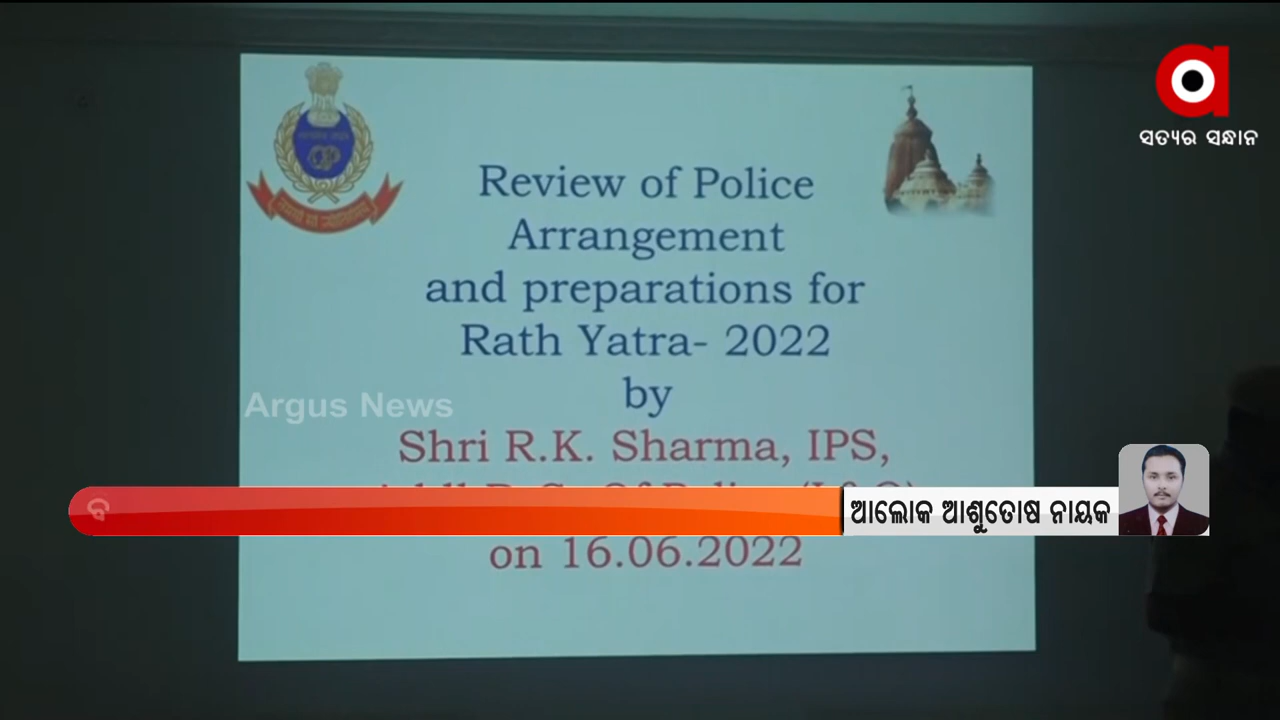 ସତ୍ୟର ସନ୍ଧାନ
Review of Police
Arrangement
and preparations for
Rath Yatra- 2022
by
Argus News
Shri R.K. Sharma, IPS,
ଆଲୋକ ଆଶୁତୋଷ ନାୟକ
on 16.06.2022